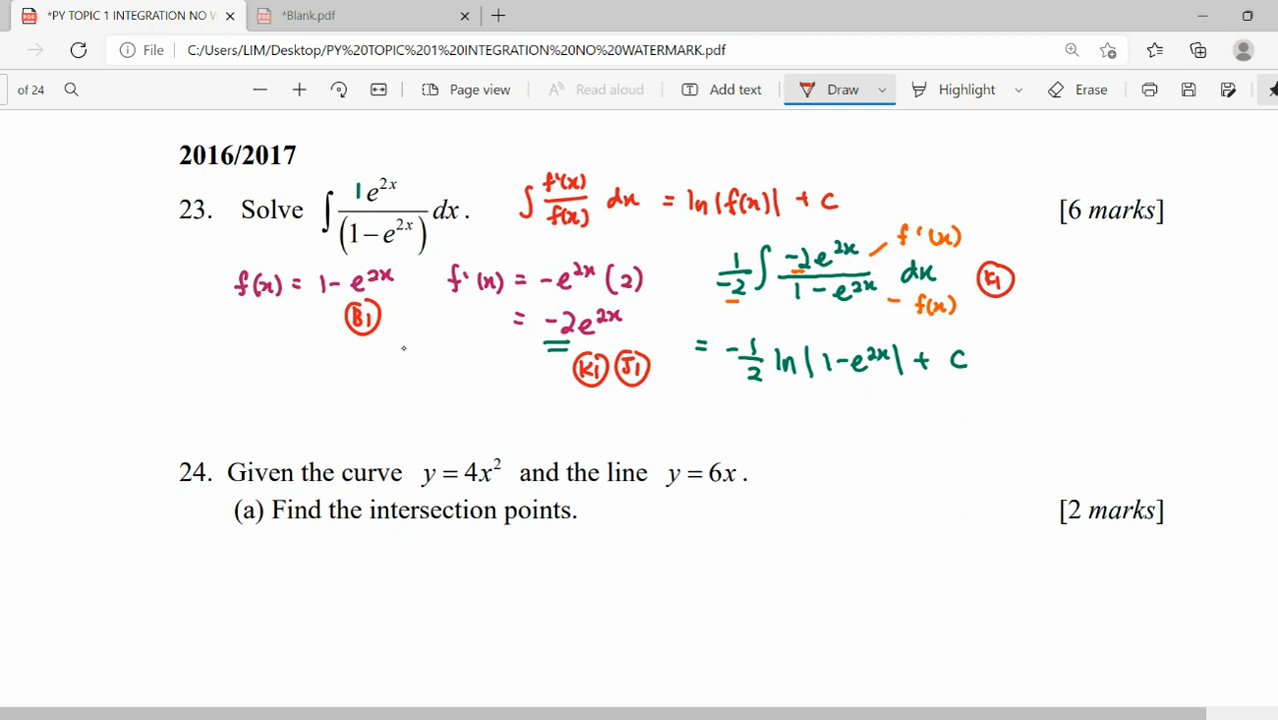 *PY TOPIC 1 INTEGRATION NO W
*Blank.pdf
File C:/Users/LIM/Desktop/PY%20TOPIC%201%20INTEGRATION%20NO%20WATERMARK.pdf
of 24
Page view
Read aloud
Add text
Draw
Highlight
Erase
2016/2017
23. Solve ∫ 1e^{2x} / (1 − e^{2x}) dx . [6 marks]
∫ f'(x)/f(x) dx = ln|f(x)| + c
f(x) = 1 - e^{2x}
B1
f'(x) = -e^{2x} (2)
= -2e^{2x}
K1 J1
1/-2 ∫ -2e^{2x} / 1 - e^{2x} dx K1
f'(x)
f(x)
= -1/2 ln|1-e^{2x}| + c
24. Given the curve y = 4x² and the line y = 6x .
(a) Find the intersection points. [2 marks]